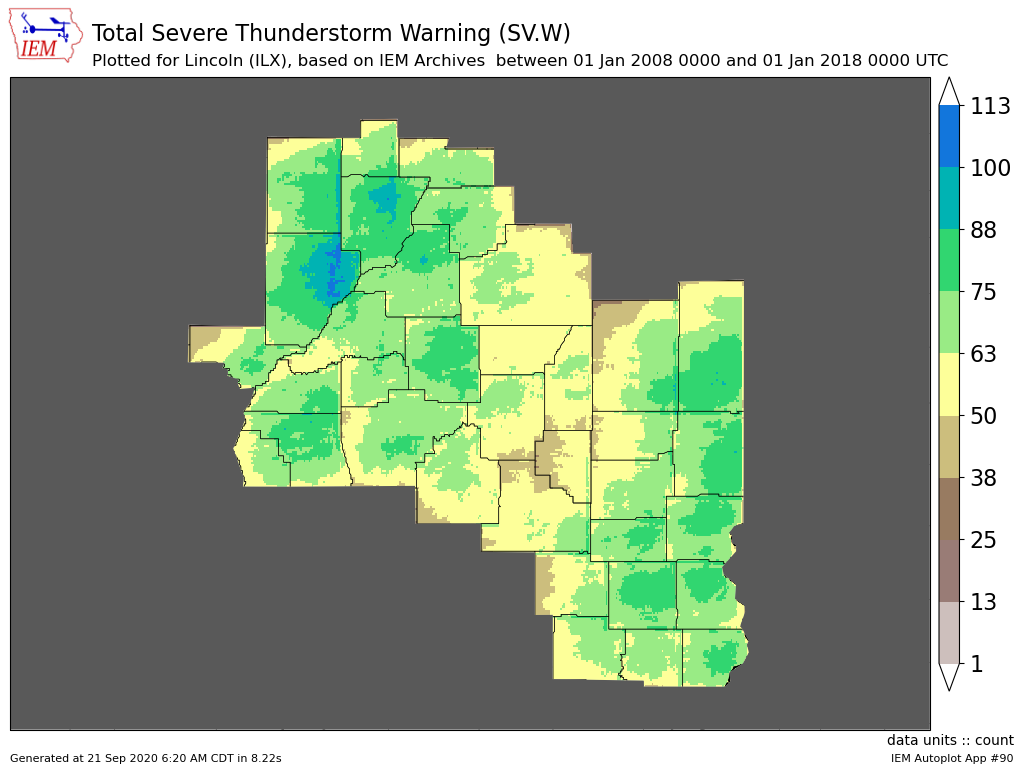 IEM
Total Severe Thunderstorm Warning (SV.W)
Plotted for Lincoln (ILX), based on IEM Archives  between 01 Jan 2008 0000 and 01 Jan 2018 0000 UTC
113
100
88
75
63
50
38
25
13
1
data units :: count
Generated at 21 Sep 2020 6:20 AM CDT in 8.22s
IEM Autoplot App #90